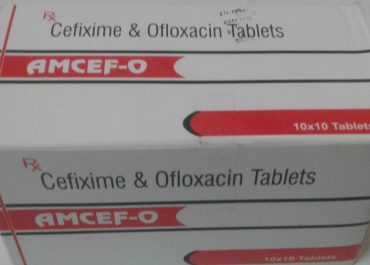 Rx
Cefixime & Ofloxacin Tablets
AMCEF-O
10x10 Tablets
Rx
Cefixime & Ofloxacin Tablets
AMCEF-O
10x10 Tablets